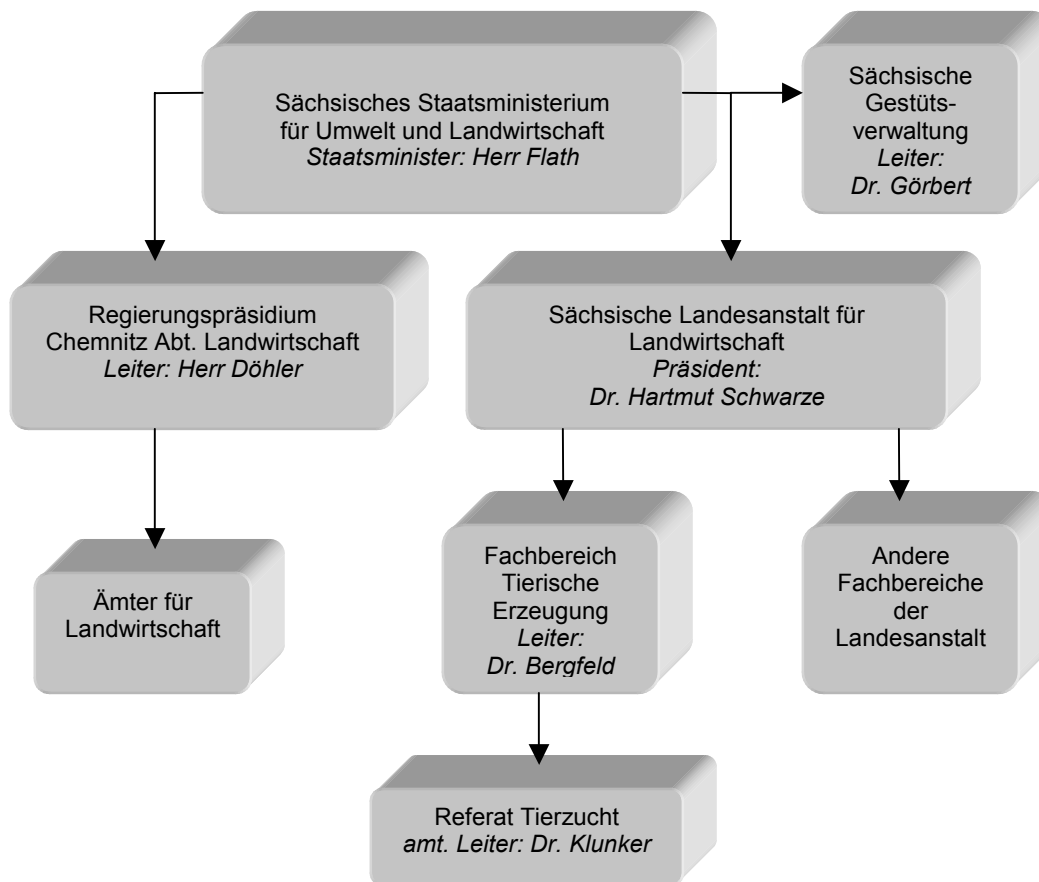 Sächsisches Staatsministerium
für Umwelt und Landwirtschaft
Staatsminister: Herr Flath
Sächsische
Gestüts-
verwaltung
Leiter:
Dr. Görbert
Regierungspräsidium
Chemnitz Abt. Landwirtschaft
Leiter: Herr Döhler
Sächsische Landesanstalt für
Landwirtschaft
Präsident:
Dr. Hartmut Schwarze
Ämter für
Landwirtschaft
Fachbereich
Tierische
Erzeugung
Leiter:
Dr. Bergfeld
Andere
Fachbereiche
der
Landesanstalt
Referat Tierzucht
amt. Leiter: Dr. Klunker